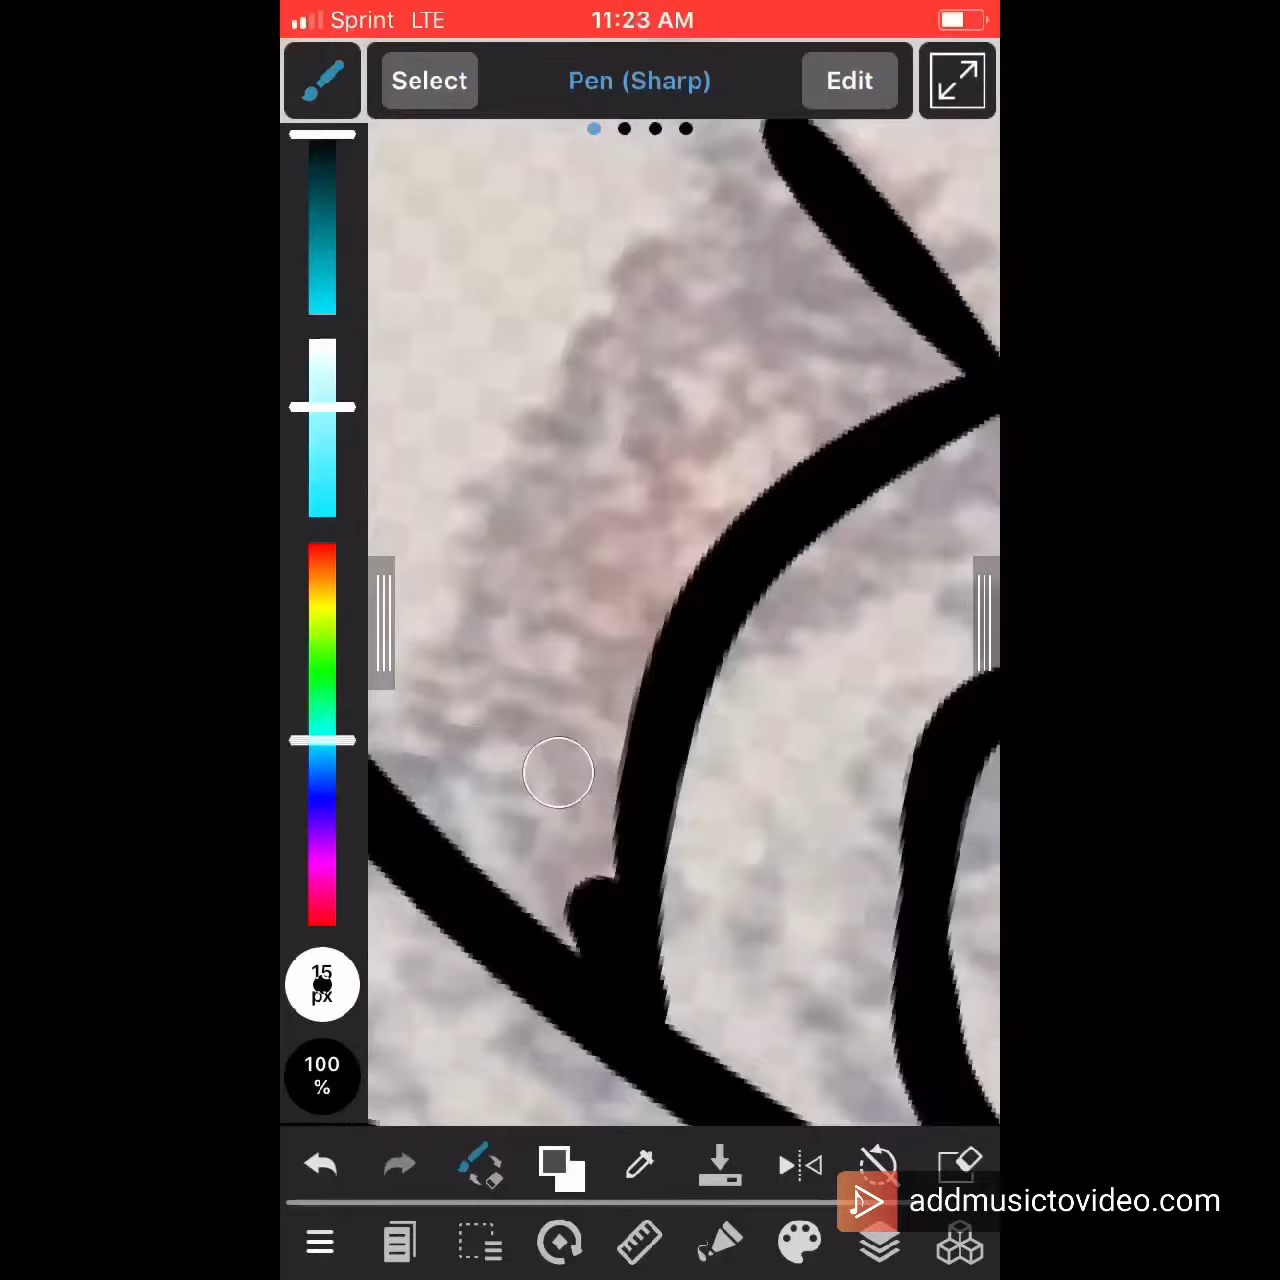 Sprint LTE 11:23 AM
Select Pen (Sharp) Edit
15
px
100
%
addmusictovideo.com